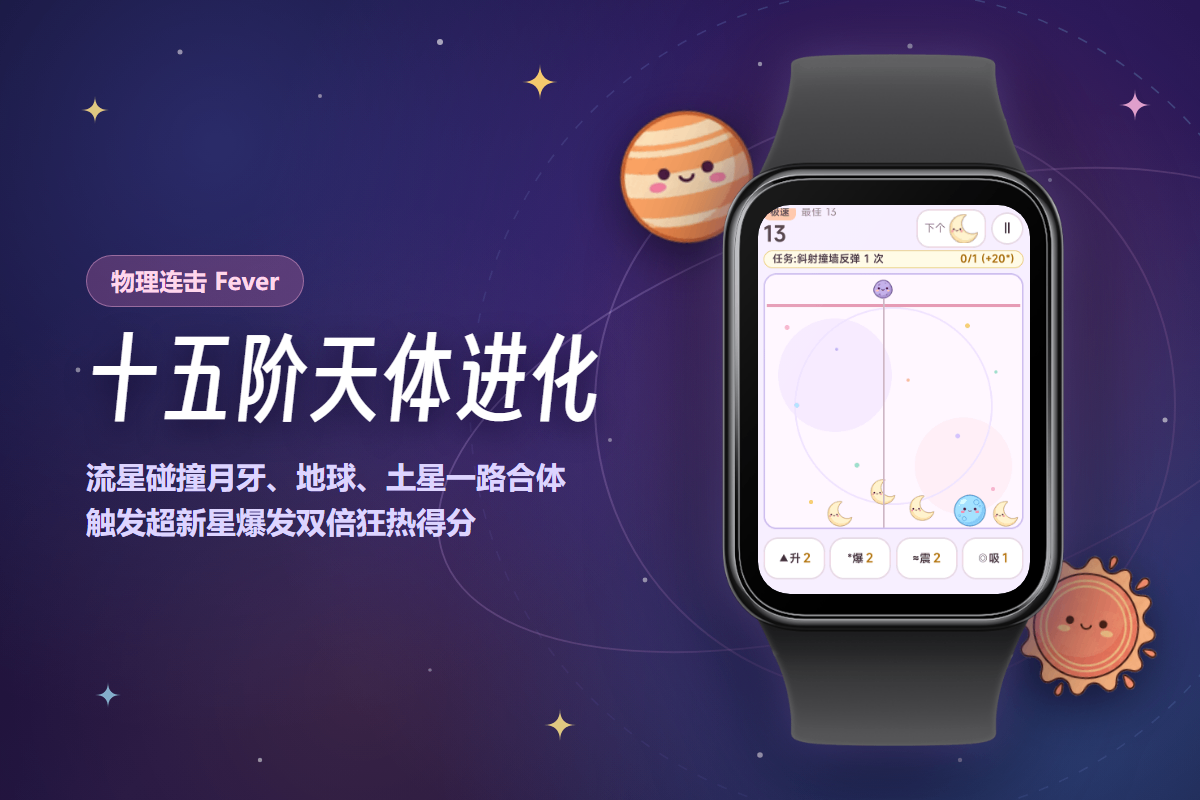 物理连击 Fever
十五阶天体进化
流星碰撞月牙、地球、土星一路合体
触发超新星爆发双倍狂热得分
极速 最佳 13
13
下个
任务:斜射撞墙反弹 1 次 0/1 (+20*)
▲升 2 *爆 2 ≈震 2 ◎吸 1